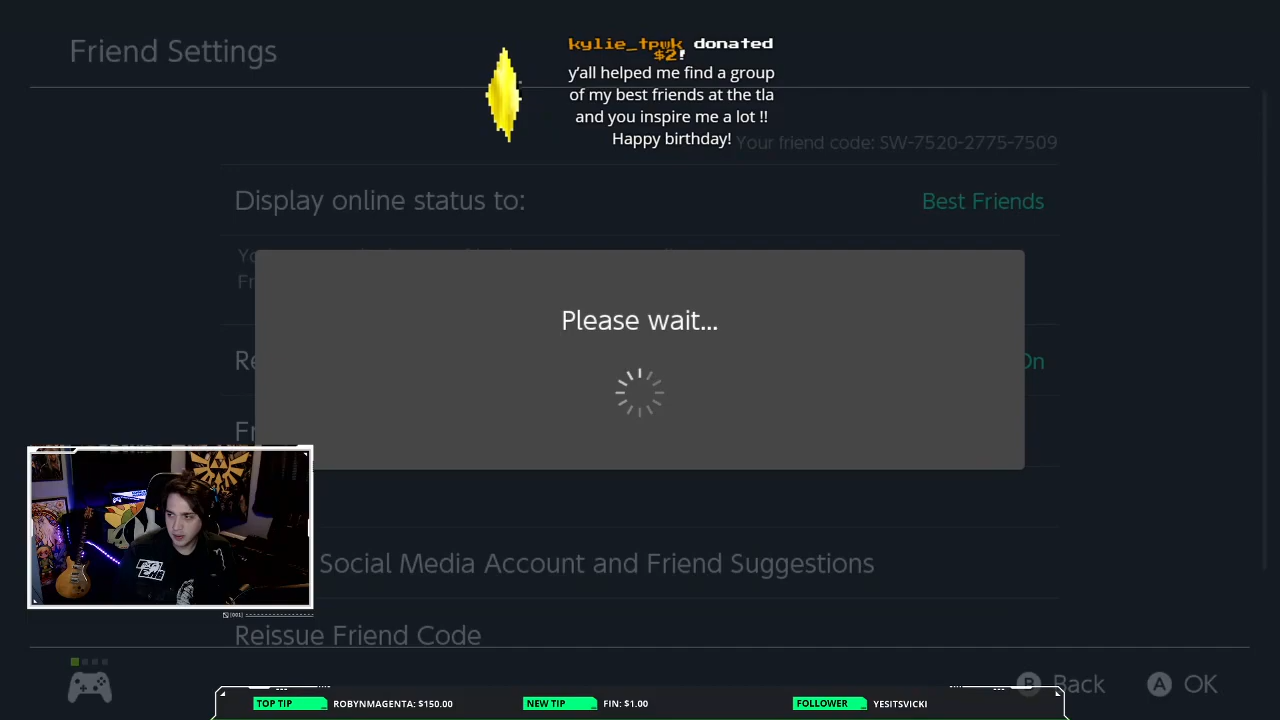 Friend Settings
kylie_tpwk donated
$2!
y'all helped me find a group
of my best friends at the tla
and you inspire me a lot !!
Happy birthday!
Your friend code: SW-7520-2775-7509
Display online status to:
Best Friends
Please wait...
On
Social Media Account and Friend Suggestions
Reissue Friend Code
B Back
A OK
TOP TIP
ROBYNMAGENTA: $150.00
NEW TIP
FIN: $1.00
FOLLOWER
YESITSVICKI